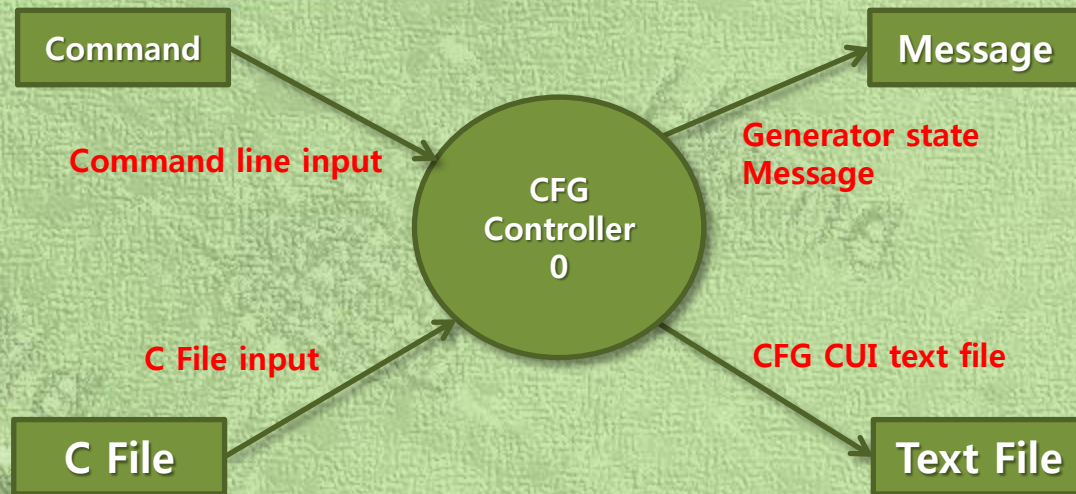 Command
Message
Command line input
Generator state
Message
CFG
Controller
0
C File input
CFG CUI text file
C File
Text File